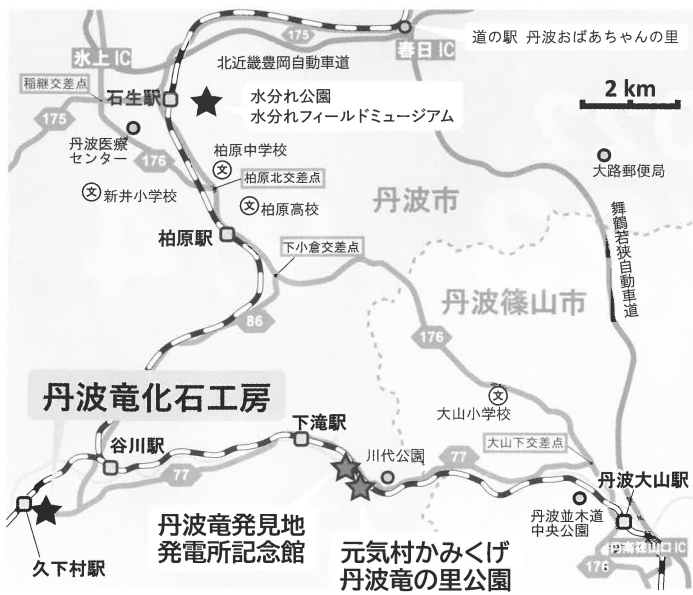 175
道の駅 丹波おばあちゃんの里
氷上IC
春日IC
北近畿豊岡自動車道
2 km
稲継交差点
石生駅
水分れ公園
水分れフィールドミュージアム
175
丹波医療
センター
176
柏原中学校
文
大路郵便局
柏原北交差点
文
新井小学校
文
柏原高校
丹波市
舞鶴若狭自動車道
柏原駅
下小倉交差点
丹波篠山市
86
176
丹波竜化石工房
文
大山小学校
下滝駅
谷川駅
川代公園
大山下交差点
77
77
丹波大山駅
丹波竜発見地
発電所記念館
丹波並木道
中央公園
元気村かみくげ
丹波竜の里公園
久下村駅
176